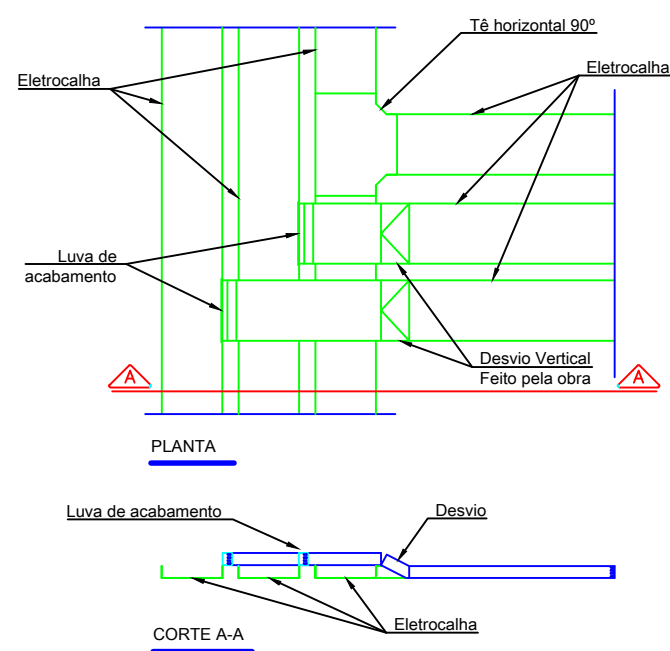 Tê horizontal 90º
Eletrocalha
Eletrocalha
Luva de
acabamento
Desvio Vertical
Feito pela obra
A
A
PLANTA
Luva de acabamento
Desvio
Eletrocalha
CORTE A-A